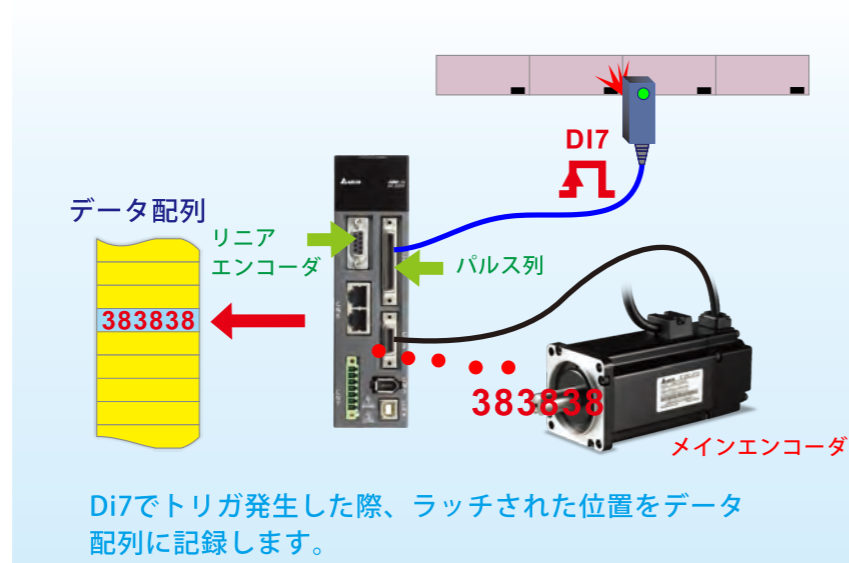 DI7
データ配列
リニア
エンコーダ
パルス列
383838
383838
メインエンコーダ
Di7でトリガ発生した際、ラッチされた位置をデータ
配列に記録します。